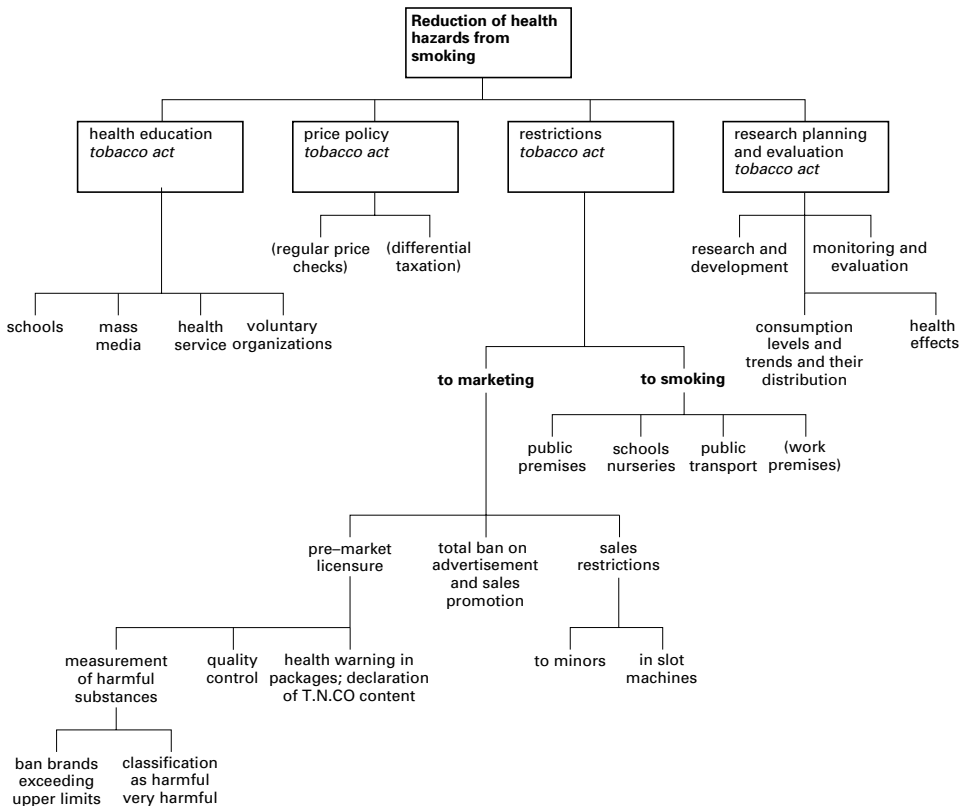 Reduction of health
hazards from
smoking
health education
tobacco act
price policy
tobacco act
restrictions
tobacco act
research planning
and evaluation
tobacco act
(regular price
checks)
(differential
taxation)
research and
development
monitoring and
evaluation
schools
mass
media
health
service
voluntary
organizations
consumption
levels and
trends and their
distribution
health
effects
to marketing
to smoking
public
premises
schools
nurseries
public
transport
(work
premises)
pre–market
licensure
total ban on
advertisement
and sales
promotion
sales
restrictions
measurement
of harmful
substances
quality
control
health warning in
packages; declaration
of T.N.CO content
to minors
in slot
machines
ban brands
exceeding
upper limits
classification
as harmful
very harmful